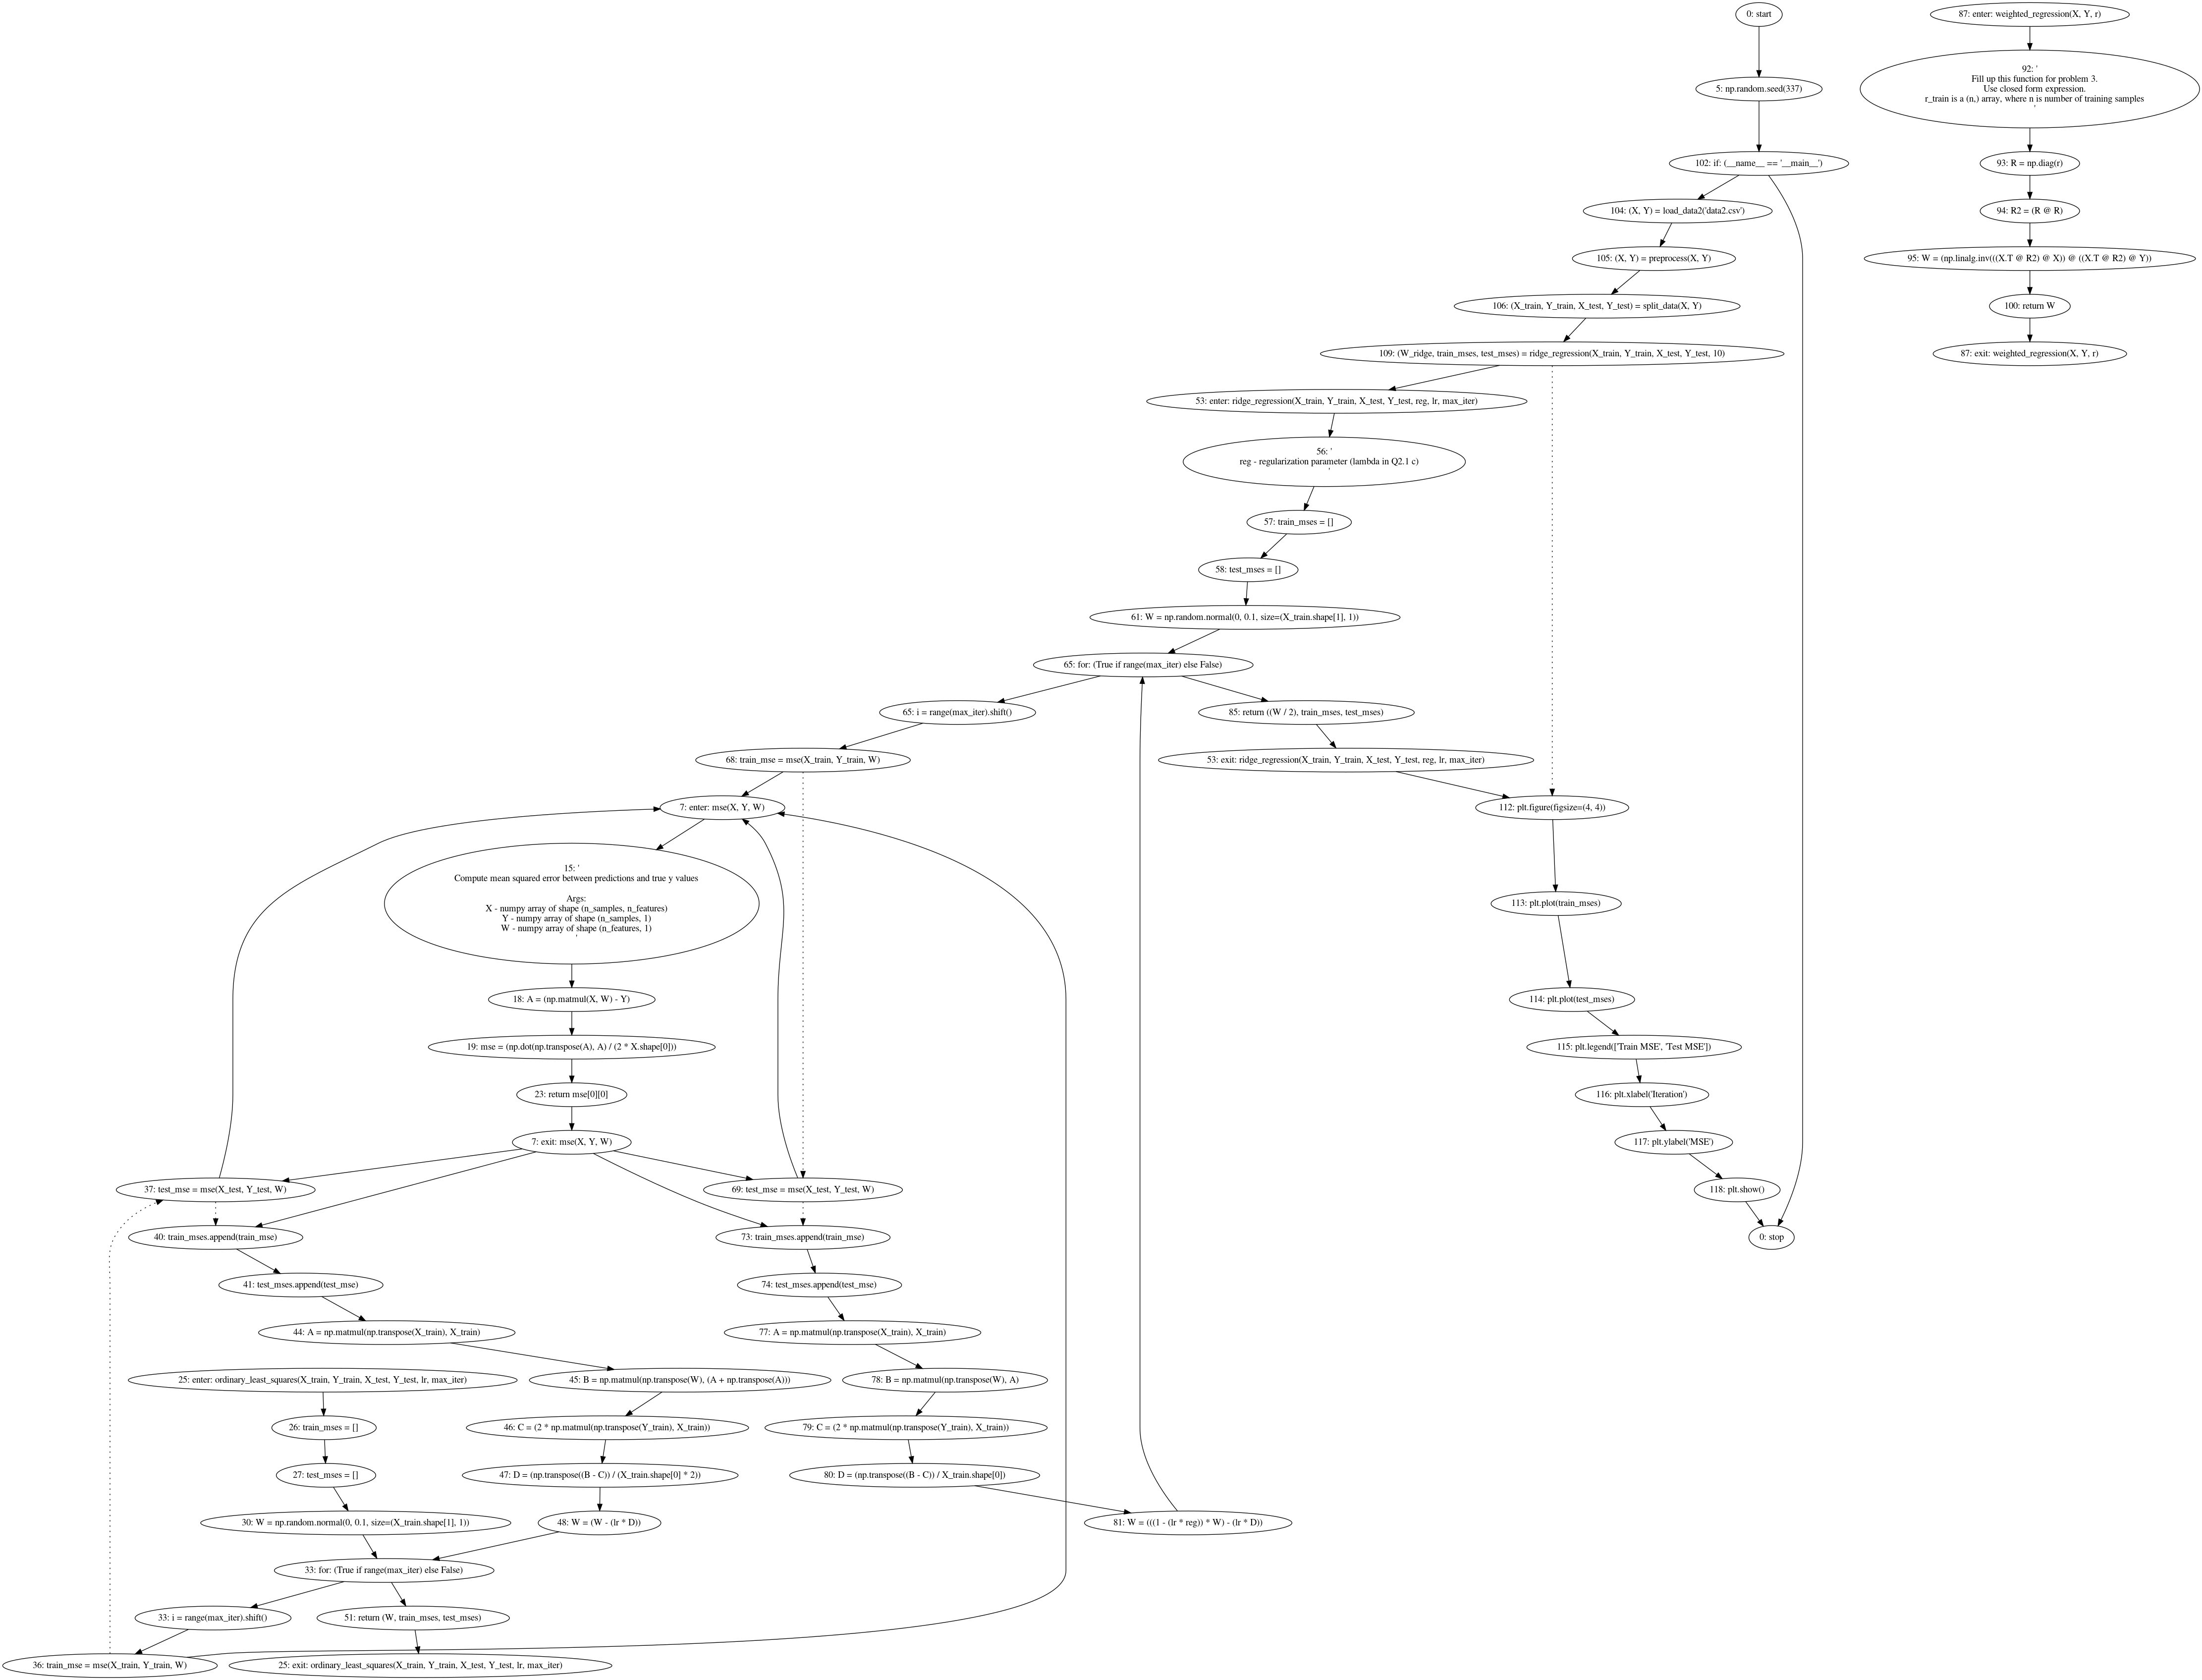 0: start
5: np.random.seed(337)
102: if: (__name__ == '__main__')
104: (X, Y) = load_data2('data2.csv')
105: (X, Y) = preprocess(X, Y)
106: (X_train, Y_train, X_test, Y_test) = split_data(X, Y)
109: (W_ridge, train_mses, test_mses) = ridge_regression(X_train, Y_train, X_test, Y_test, 10)
53: enter: ridge_regression(X_train, Y_train, X_test, Y_test, reg, lr, max_iter)
56: '
reg - regularization parameter (lambda in Q2.1 c)
'
57: train_mses = []
58: test_mses = []
61: W = np.random.normal(0, 0.1, size=(X_train.shape[1], 1))
65: for: (True if range(max_iter) else False)
65: i = range(max_iter).shift()
85: return ((W / 2), train_mses, test_mses)
68: train_mse = mse(X_train, Y_train, W)
53: exit: ridge_regression(X_train, Y_train, X_test, Y_test, reg, lr, max_iter)
7: enter: mse(X, Y, W)
112: plt.figure(figsize=(4, 4))
15: '
Compute mean squared error between predictions and true y values
Args:
X - numpy array of shape (n_samples, n_features)
Y - numpy array of shape (n_samples, 1)
W - numpy array of shape (n_features, 1)
'
113: plt.plot(train_mses)
18: A = (np.matmul(X, W) - Y)
114: plt.plot(test_mses)
19: mse = (np.dot(np.transpose(A), A) / (2 * X.shape[0]))
115: plt.legend(['Train MSE', 'Test MSE'])
23: return mse[0][0]
116: plt.xlabel('Iteration')
7: exit: mse(X, Y, W)
117: plt.ylabel('MSE')
37: test_mse = mse(X_test, Y_test, W)
69: test_mse = mse(X_test, Y_test, W)
118: plt.show()
40: train_mses.append(train_mse)
73: train_mses.append(train_mse)
0: stop
41: test_mses.append(test_mse)
74: test_mses.append(test_mse)
44: A = np.matmul(np.transpose(X_train), X_train)
77: A = np.matmul(np.transpose(X_train), X_train)
25: enter: ordinary_least_squares(X_train, Y_train, X_test, Y_test, lr, max_iter)
45: B = np.matmul(np.transpose(W), (A + np.transpose(A)))
78: B = np.matmul(np.transpose(W), A)
26: train_mses = []
46: C = (2 * np.matmul(np.transpose(Y_train), X_train))
79: C = (2 * np.matmul(np.transpose(Y_train), X_train))
27: test_mses = []
47: D = (np.transpose((B - C)) / (X_train.shape[0] * 2))
80: D = (np.transpose((B - C)) / X_train.shape[0])
30: W = np.random.normal(0, 0.1, size=(X_train.shape[1], 1))
48: W = (W - (lr * D))
81: W = (((1 - (lr * reg)) * W) - (lr * D))
33: for: (True if range(max_iter) else False)
33: i = range(max_iter).shift()
51: return (W, train_mses, test_mses)
36: train_mse = mse(X_train, Y_train, W)
25: exit: ordinary_least_squares(X_train, Y_train, X_test, Y_test, lr, max_iter)
87: enter: weighted_regression(X, Y, r)
92: '
Fill up this function for problem 3.
Use closed form expression.
r_train is a (n,) array, where n is number of training samples
'
93: R = np.diag(r)
94: R2 = (R @ R)
95: W = (np.linalg.inv(((X.T @ R2) @ X)) @ ((X.T @ R2) @ Y))
100: return W
87: exit: weighted_regression(X, Y, r)